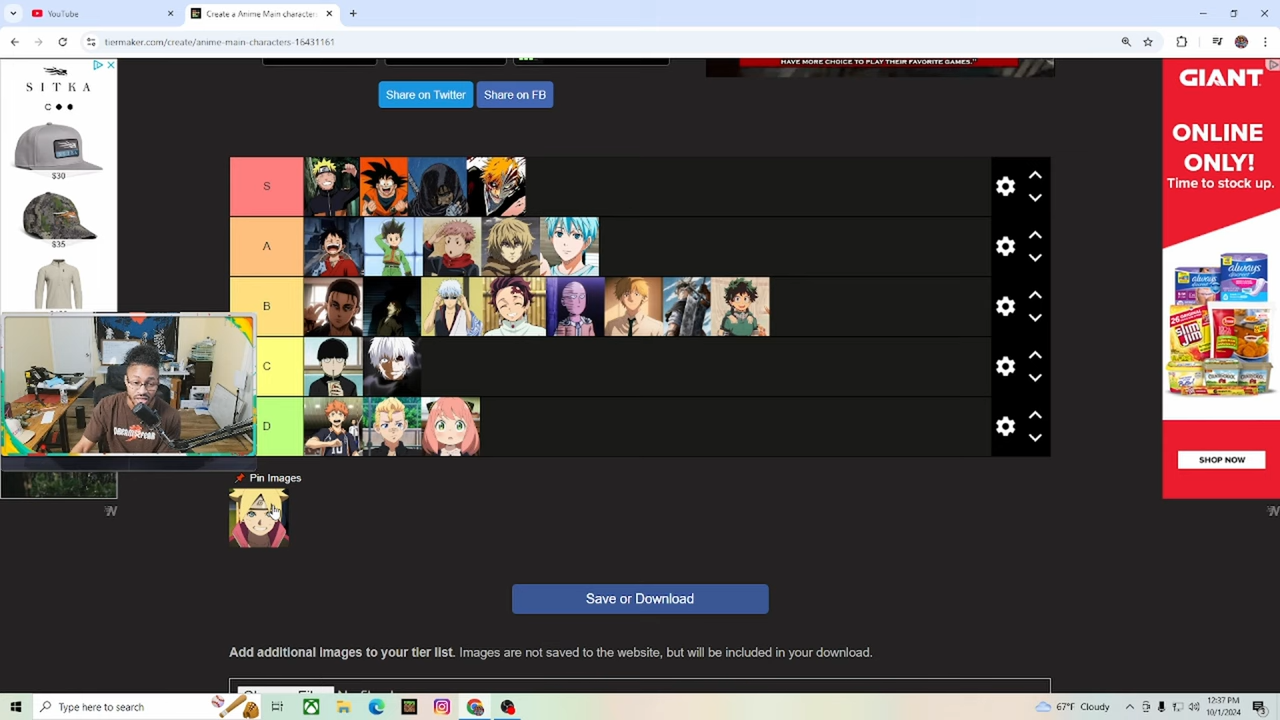 YouTube
Create a Anime Main character
tiermaker.com/create/anime-main-characters-16431161
SITKA
$30
$35
HAVE MORE CHOICE TO PLAY THEIR FAVORITE GAMES."
Share on Twitter
Share on FB
S
A
B
C
D
Pin Images
Save or Download
Add additional images to your tier list. Images are not saved to the website, but will be included in your download.
GIANT
ONLINE
ONLY!
Time to stock up.
always
always
SLIM
JIM
SHOP NOW
Type here to search
67°F Cloudy
12:37 PM
10/1/2024